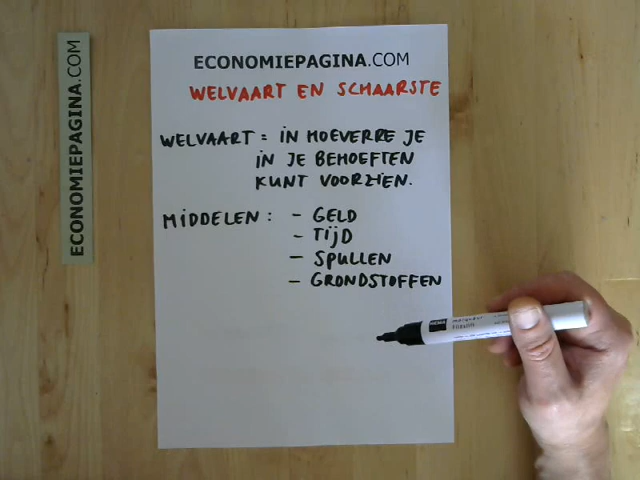 ECONOMIEPAGINA.COM
ECONOMIEPAGINA.COM
WELVAART EN SCHAARSTE
WELVAART = IN HOEVERRE JE
IN JE BEHOEFTEN
KUNT VOORZIEN.
MIDDELEN: - GELD
- TIJD
- SPULLEN
- GRONDSTOFFEN